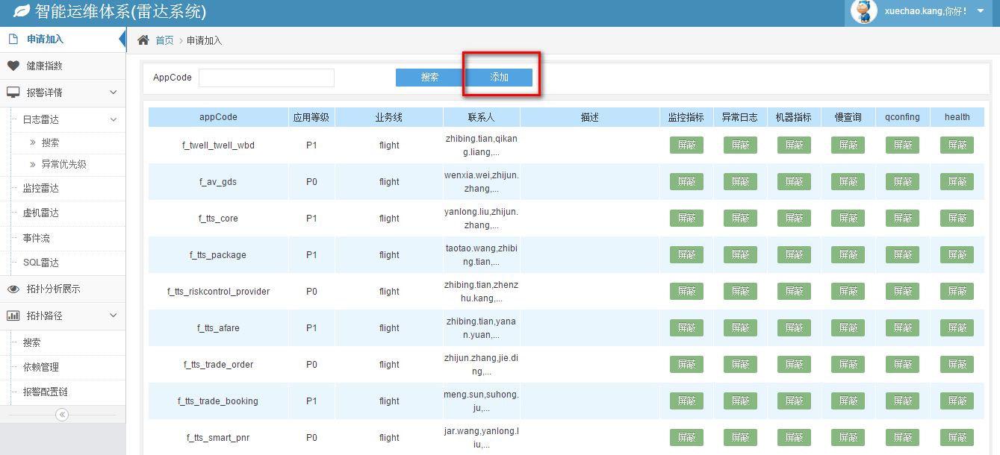 智能运维体系(雷达系统)
xuechao.kang,你好!
申请加入
健康指数
报警详情
日志雷达
搜索
异常优先级
监控雷达
虚机雷达
事件流
SQL雷达
拓扑分析展示
拓扑路径
搜索
依赖管理
报警配置链
首页 > 申请加入
AppCode 搜索 添加
appCode 应用等级 业务线 联系人 描述 监控指标 异常日志 机器指标 慢查询 qconfing health
zhibing.tian,qikan
f_twell_twell_wbd P1 flight 屏蔽 屏蔽 屏蔽 屏蔽 屏蔽 屏蔽
g.liang,...
wenxia.wei,zhijun.
f_av_gds P0 flight 屏蔽 屏蔽 屏蔽 屏蔽 屏蔽 屏蔽
zhang,...
yanlong.liu,zhijun.
f_tts_core P1 flight 屏蔽 屏蔽 屏蔽 屏蔽 屏蔽 屏蔽
zhang,...
taotao.wang,zhibi
f_tts_package P1 flight 屏蔽 屏蔽 屏蔽 屏蔽 屏蔽 屏蔽
ng.tian,...
zhibing.tian,zhenz
f_tts_riskcontrol_provider P0 flight 屏蔽 屏蔽 屏蔽 屏蔽 屏蔽 屏蔽
hu.kang,...
zhibing.tian,yana
f_tts_afare P1 flight 屏蔽 屏蔽 屏蔽 屏蔽 屏蔽 屏蔽
n.yuan,...
zhijun.zhang,jie.di
f_tts_trade_order P0 flight 屏蔽 屏蔽 屏蔽 屏蔽 屏蔽 屏蔽
ng,...
meng.sun,suhong.
f_tts_trade_booking P1 flight 屏蔽 屏蔽 屏蔽 屏蔽 屏蔽 屏蔽
ju,...
jar.wang,yanlong.l
f_tts_smart_pnr P0 flight 屏蔽 屏蔽 屏蔽 屏蔽 屏蔽 屏蔽
iu,...